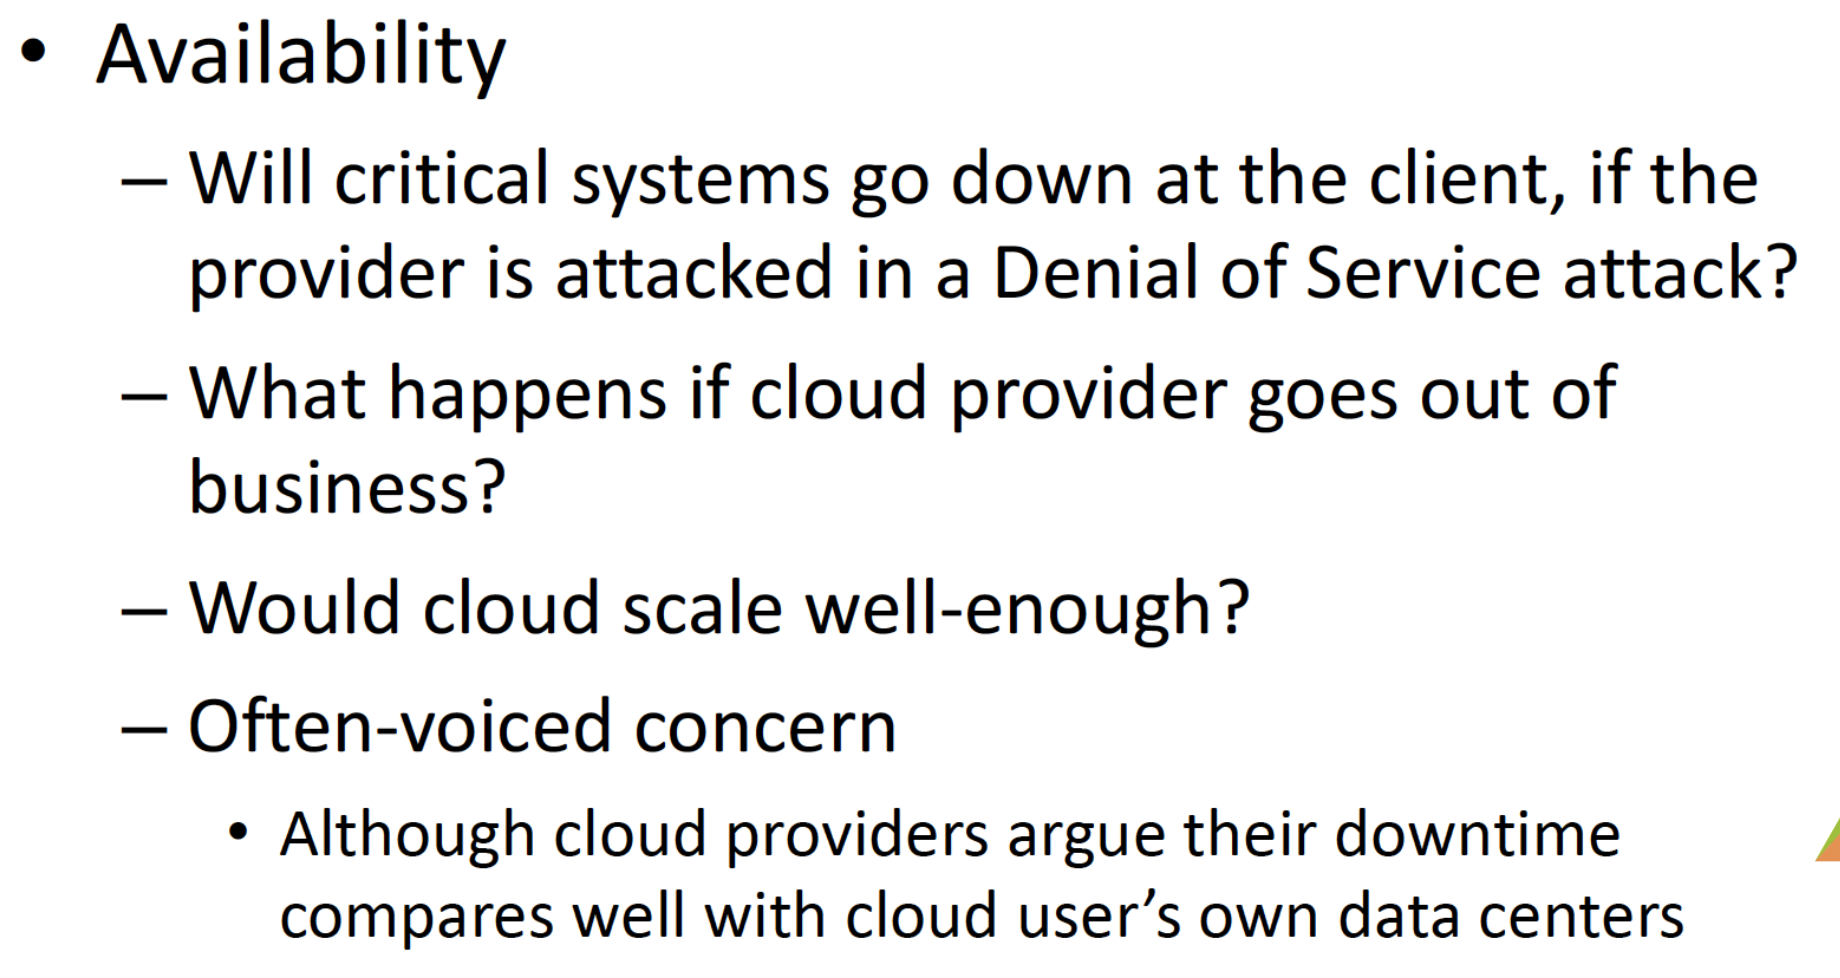 • Availability
– Will critical systems go down at the client, if the
provider is attacked in a Denial of Service attack?
– What happens if cloud provider goes out of
business?
– Would cloud scale well-enough?
– Often-voiced concern
• Although cloud providers argue their downtime
compares well with cloud user’s own data centers